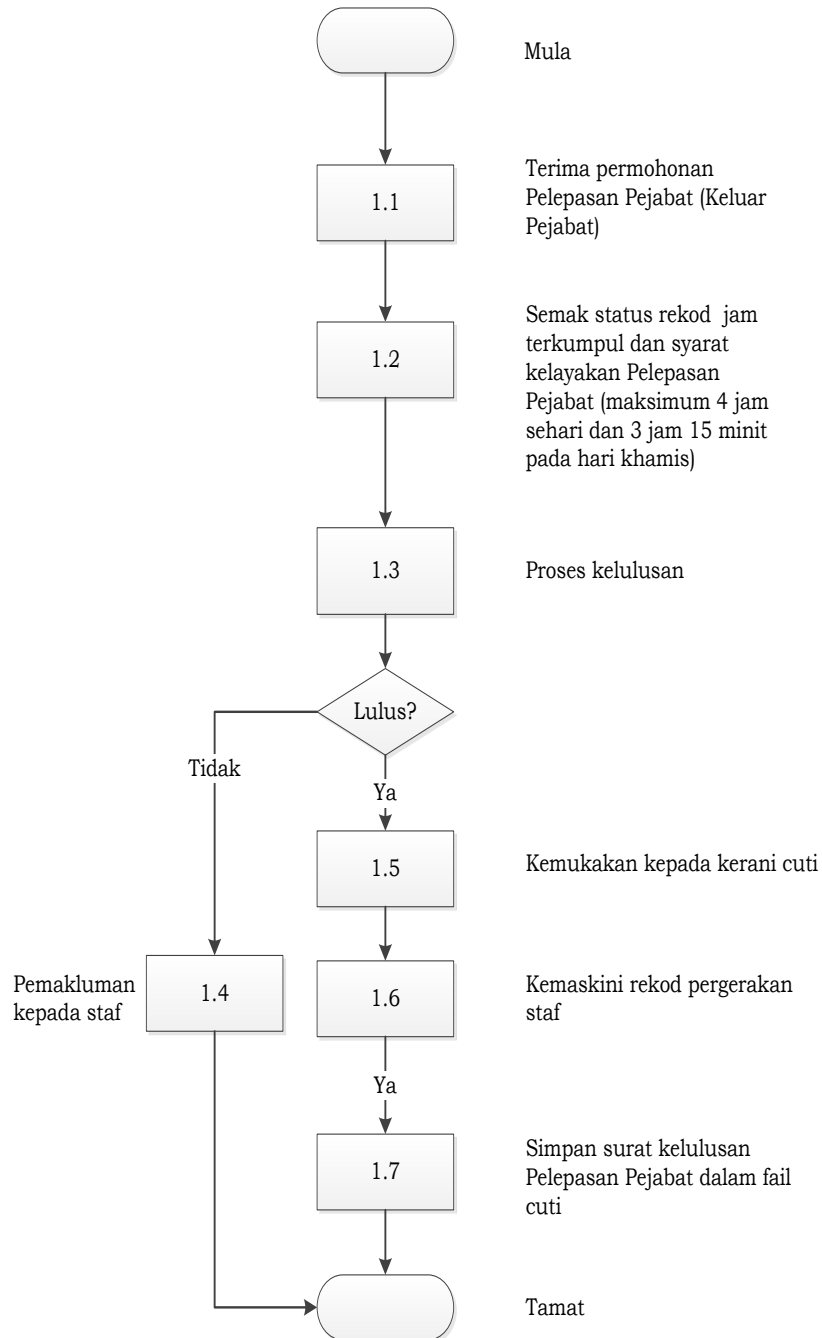 Mula
1.1
Terima permohonan
Pelepasan Pejabat (Keluar
Pejabat)
1.2
Semak status rekod jam
terkumpul dan syarat
kelayakan Pelepasan
Pejabat (maksimum 4 jam
sehari dan 3 jam 15 minit
pada hari khamis)
1.3
Proses kelulusan
Lulus?
Tidak
Ya
1.5
Kemukakan kepada kerani cuti
Pemakluman
kepada staf
1.4
1.6
Kemaskini rekod pergerakan
staf
Ya
1.7
Simpan surat kelulusan
Pelepasan Pejabat dalam fail
cuti
Tamat